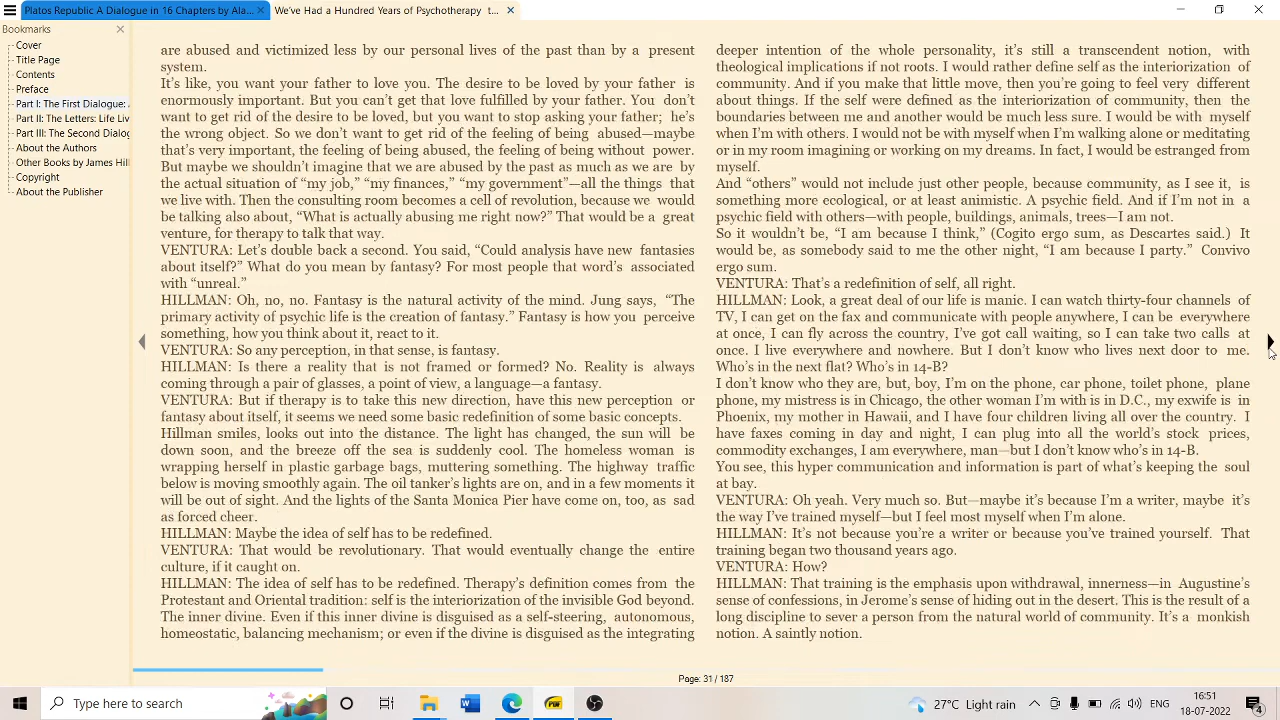 Platos Republic A Dialogue in 16 Chapters by Ala...
We've Had a Hundred Years of Psychotherapy t...
Bookmarks
Cover
Title Page
Contents
Preface
Part I: The First Dialogue:
Part II: The Letters: Life Liv
Part III: The Second Dialog
About the Authors
Other Books by James Hill
Copyright
About the Publisher
are abused and victimized less by our personal lives of the past than by a present
system.
It's like, you want your father to love you. The desire to be loved by your father is
enormously important. But you can't get that love fulfilled by your father. You don't
want to get rid of the desire to be loved, but you want to stop asking your father; he's
the wrong object. So we don't want to get rid of the feeling of being abused—maybe
that's very important, the feeling of being abused, the feeling of being without power.
But maybe we shouldn't imagine that we are abused by the past as much as we are by
the actual situation of “my job,” “my finances,” “my government”—all the things that
we live with. Then the consulting room becomes a cell of revolution, because we would
be talking also about, “What is actually abusing me right now?” That would be a great
venture, for therapy to talk that way.
VENTURA: Let's double back a second. You said, “Could analysis have new fantasies
about itself?” What do you mean by fantasy? For most people that word's associated
with “unreal.”
HILLMAN: Oh, no, no. Fantasy is the natural activity of the mind. Jung says, “The
primary activity of psychic life is the creation of fantasy.” Fantasy is how you perceive
something, how you think about it, react to it.
VENTURA: So any perception, in that sense, is fantasy.
HILLMAN: Is there a reality that is not framed or formed? No. Reality is always
coming through a pair of glasses, a point of view, a language—a fantasy.
VENTURA: But if therapy is to take this new direction, have this new perception or
fantasy about itself, it seems we need some basic redefinition of some basic concepts.
Hillman smiles, looks out into the distance. The light has changed, the sun will be
down soon, and the breeze off the sea is suddenly cool. The homeless woman is
wrapping herself in plastic garbage bags, muttering something. The highway traffic
below is moving smoothly again. The oil tanker's lights are on, and in a few moments it
will be out of sight. And the lights of the Santa Monica Pier have come on, too, as sad
as forced cheer.
HILLMAN: Maybe the idea of self has to be redefined.
VENTURA: That would be revolutionary. That would eventually change the entire
culture, if it caught on.
HILLMAN: The idea of self has to be redefined. Therapy's definition comes from the
Protestant and Oriental tradition: self is the interiorization of the invisible God beyond.
The inner divine. Even if this inner divine is disguised as a self-steering, autonomous,
homeostatic, balancing mechanism; or even if the divine is disguised as the integrating
deeper intention of the whole personality, it's still a transcendent notion, with
theological implications if not roots. I would rather define self as the interiorization of
community. And if you make that little move, then you're going to feel very different
about things. If the self were defined as the interiorization of community, then the
boundaries between me and another would be much less sure. I would be with myself
when I'm with others. I would not be with myself when I'm walking alone or meditating
or in my room imagining or working on my dreams. In fact, I would be estranged from
myself.
And “others” would not include just other people, because community, as I see it, is
something more ecological, or at least animistic. A psychic field. And if I'm not in a
psychic field with others—with people, buildings, animals, trees—I am not.
So it wouldn't be, “I am because I think,” (Cogito ergo sum, as Descartes said.) It
would be, as somebody said to me the other night, “I am because I party.” Convivo
ergo sum.
VENTURA: That's a redefinition of self, all right.
HILLMAN: Look, a great deal of our life is manic. I can watch thirty-four channels of
TV, I can get on the fax and communicate with people anywhere, I can be everywhere
at once, I can fly across the country, I've got call waiting, so I can take two calls at
once. I live everywhere and nowhere. But I don't know who lives next door to me.
Who's in the next flat? Who's in 14-B?
I don't know who they are, but, boy, I'm on the phone, car phone, toilet phone, plane
phone, my mistress is in Chicago, the other woman I'm with is in D.C., my exwife is in
Phoenix, my mother in Hawaii, and I have four children living all over the country. I
have faxes coming in day and night, I can plug into all the world's stock prices,
commodity exchanges, I am everywhere, man—but I don't know who's in 14-B.
You see, this hyper communication and information is part of what's keeping the soul
at bay.
VENTURA: Oh yeah. Very much so. But—maybe it's because I'm a writer, maybe it's
the way I've trained myself—but I feel most myself when I'm alone.
HILLMAN: It's not because you're a writer or because you've trained yourself. That
training began two thousand years ago.
VENTURA: How?
HILLMAN: That training is the emphasis upon withdrawal, innerness—in Augustine's
sense of confessions, in Jerome's sense of hiding out in the desert. This is the result of a
long discipline to sever a person from the natural world of community. It's a monkish
notion. A saintly notion.
Page: 31 / 187
Type here to search
27°C Light rain
ENG
16:51
18-07-2022
4